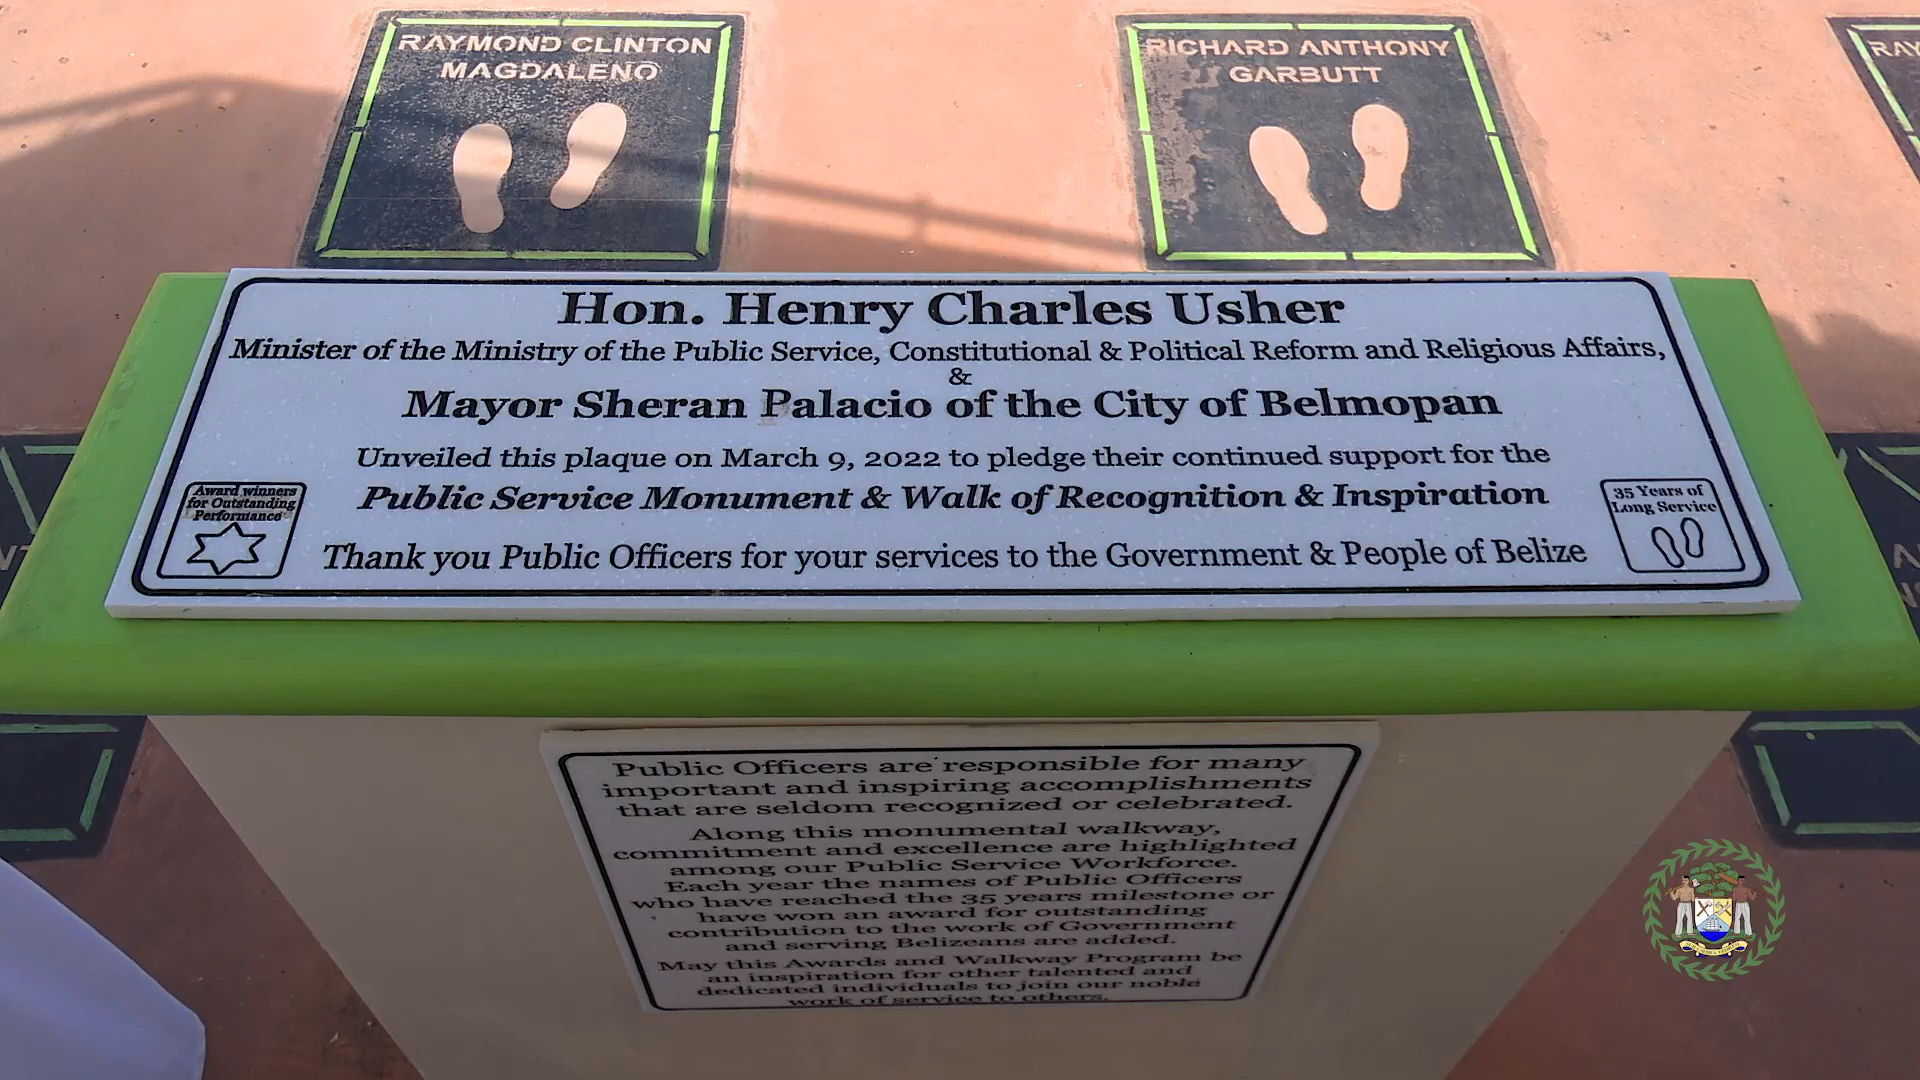 RAYMOND CLINTON
MAGDALENO
RICHARD ANTHONY
GARBUTT
RAY
Hon. Henry Charles Usher
Minister of the Ministry of the Public Service, Constitutional & Political Reform and Religious Affairs,
&
Mayor Sheran Palacio of the City of Belmopan
Unveiled this plaque on March 9, 2022 to pledge their continued support for the
Public Service Monument & Walk of Recognition & Inspiration
Thank you Public Officers for your services to the Government & People of Belize
Award winners
for Outstanding
Performance
35 Years of
Long Service
Public Officers are responsible for many
important and inspiring accomplishments
that are seldom recognized or celebrated.
Along this monumental walkway,
commitment and excellence are highlighted
among our Public Service Workforce.
Each year the names of Public Officers
who have reached the 35 years milestone or
have won an award for outstanding
contribution to the work of Government
and serving Belizeans are added.
May this Awards and Walkway Program be
an inspiration for other talented and
dedicated individuals to join our noble
work of service to others.